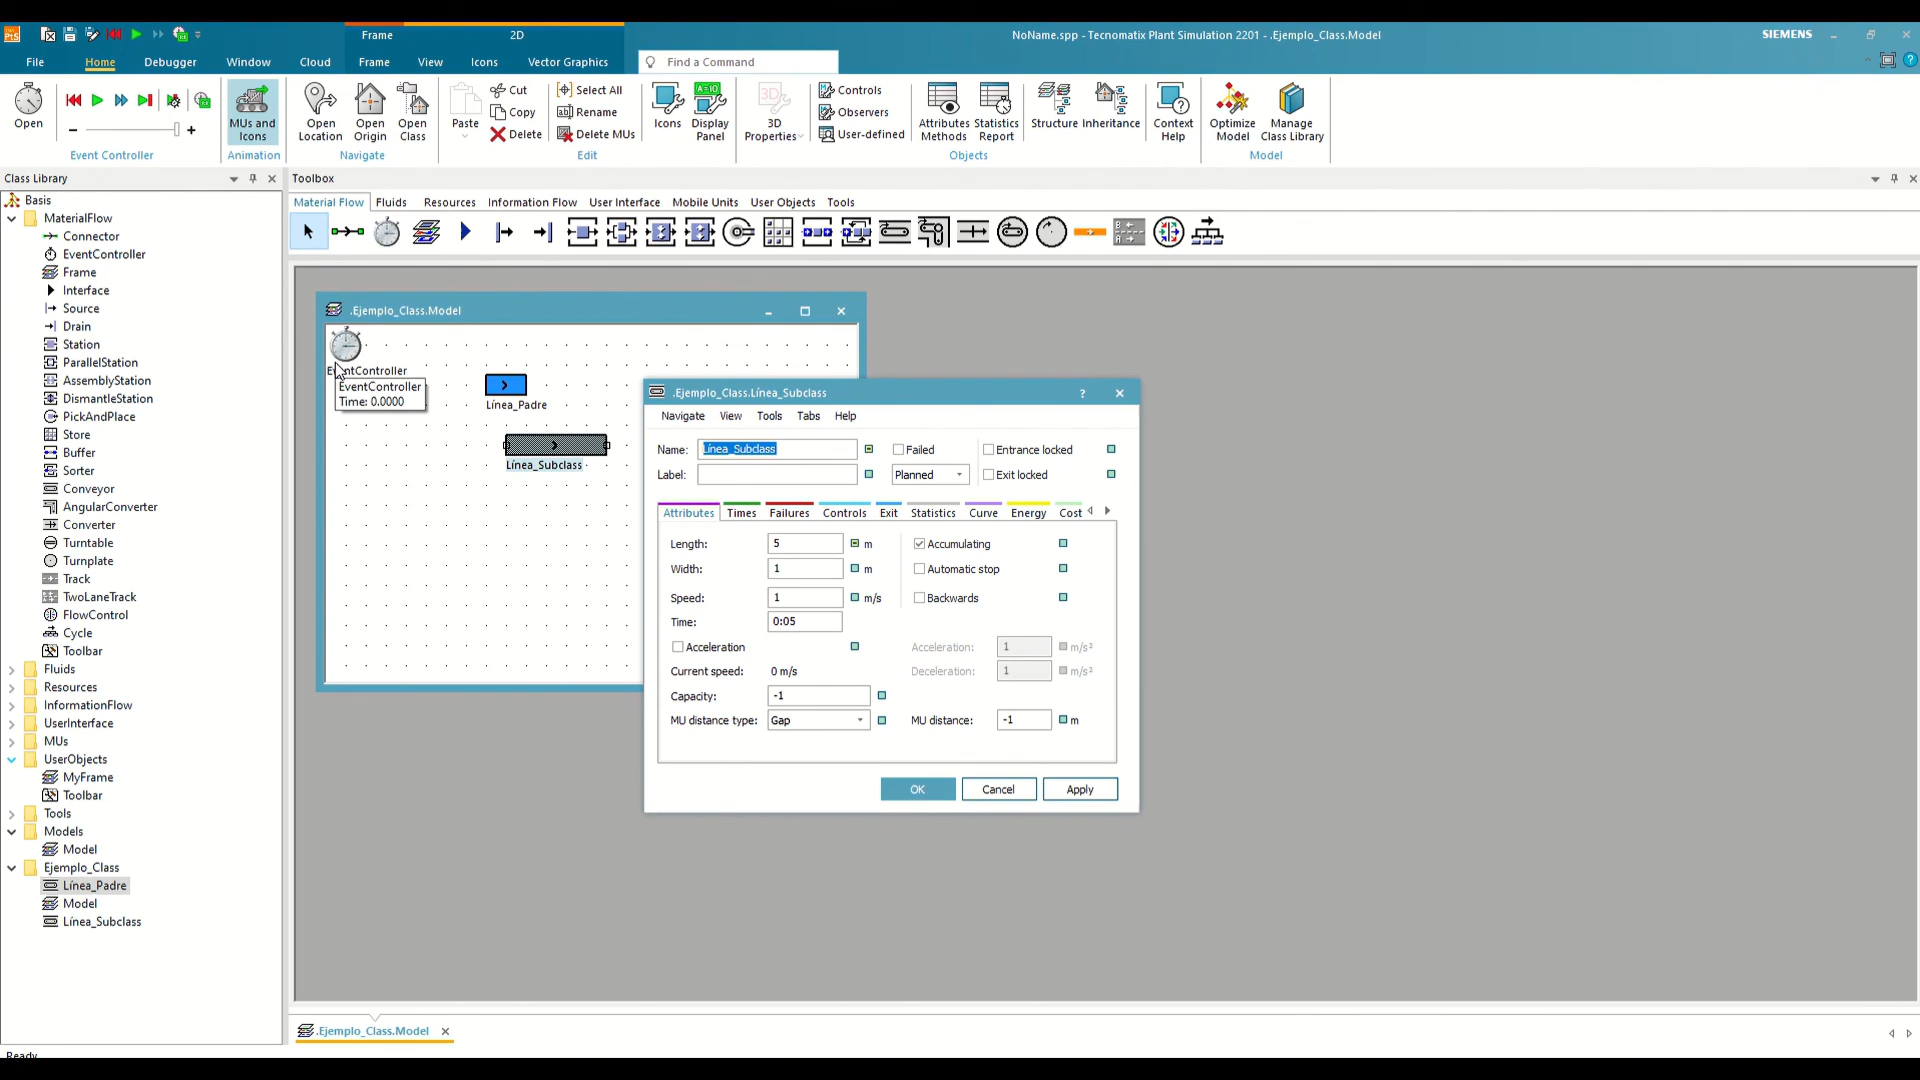 Frame
2D
NoName.spp - Tecnomatix Plant Simulation 2201 - .Ejemplo_Class.Model
SIEMENS
File
Home
Debugger
Window
Cloud
Frame
View
Icons
Vector Graphics
Find a Command
Open
Event Controller
MUs and
Icons
Animation
Open
Location
Open
Origin
Open
Class
Navigate
Paste
Cut
Copy
Delete
Select All
Rename
Delete MUs
Edit
Icons
Display
Panel
3D
Properties
Controls
Observers
User-defined
Attributes
Methods
Statistics
Report
Structure
Inheritance
Objects
Context
Help
Optimize
Model
Manage
Class Library
Model
Class Library
Basis
MaterialFlow
Connector
EventController
Frame
Interface
Source
Drain
Station
ParallelStation
AssemblyStation
DismantleStation
PickAndPlace
Store
Buffer
Sorter
Conveyor
AngularConverter
Converter
Turntable
Turnplate
Track
TwoLaneTrack
FlowControl
Cycle
Toolbar
Fluids
Resources
InformationFlow
UserInterface
MUs
UserObjects
MyFrame
Toolbar
Tools
Models
Model
Ejemplo_Class
Línea_Padre
Model
Línea_Subclass
Ready
Toolbox
Material Flow
Fluids
Resources
Information Flow
User Interface
Mobile Units
User Objects
Tools
.Ejemplo_Class.Model
EventController
EventController
Time: 0.0000
Línea_Padre
Línea_Subclass
.Ejemplo_Class.Línea_Subclass
Navigate View Tools Tabs Help
Name: Línea_Subclass
Failed
Entrance locked
Label:
Planned
Exit locked
Attributes Times Failures Controls Exit Statistics Curve Energy Cost
Length: 5 m
Accumulating
Width: 1 m
Automatic stop
Speed: 1 m/s
Backwards
Time: 0:05
Acceleration
Acceleration: 1 m/s²
Current speed: 0 m/s
Deceleration: 1 m/s²
Capacity: -1
MU distance type: Gap
MU distance: -1 m
OK
Cancel
Apply
.Ejemplo_Class.Model